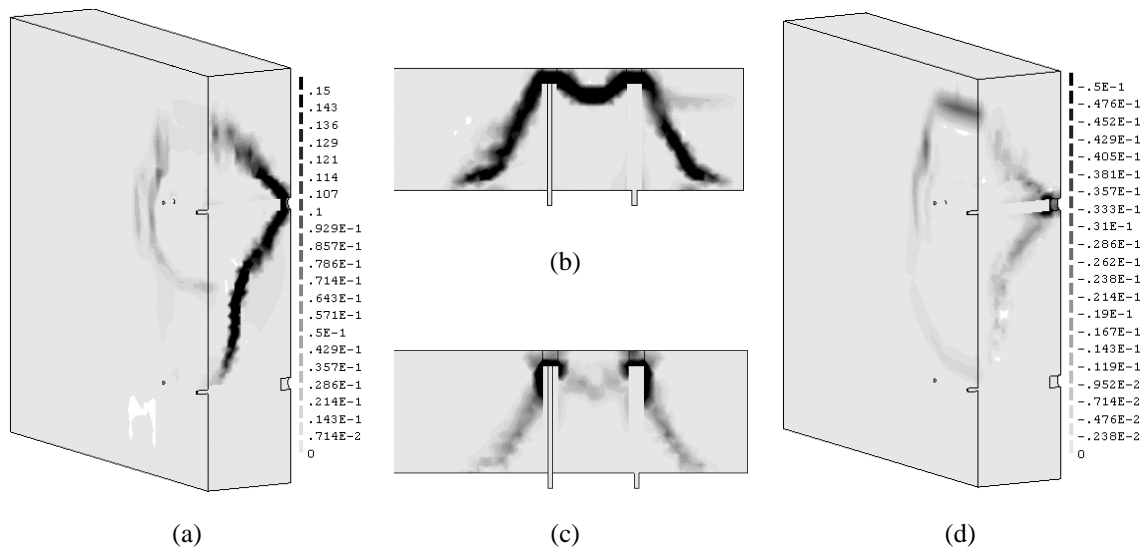 .15
.143
.136
.129
.121
.114
.107
.1
.929E-1
.857E-1
.786E-1
.714E-1
.643E-1
.571E-1
.5E-1
.429E-1
.357E-1
.286E-1
.214E-1
.143E-1
.714E-2
0
(a)
(b)
(c)
-.5E-1
-.476E-1
-.452E-1
-.429E-1
-.405E-1
-.381E-1
-.357E-1
-.333E-1
-.31E-1
-.286E-1
-.262E-1
-.238E-1
-.214E-1
-.19E-1
-.167E-1
-.143E-1
-.119E-1
-.952E-2
-.714E-2
-.476E-2
-.238E-2
0
(d)